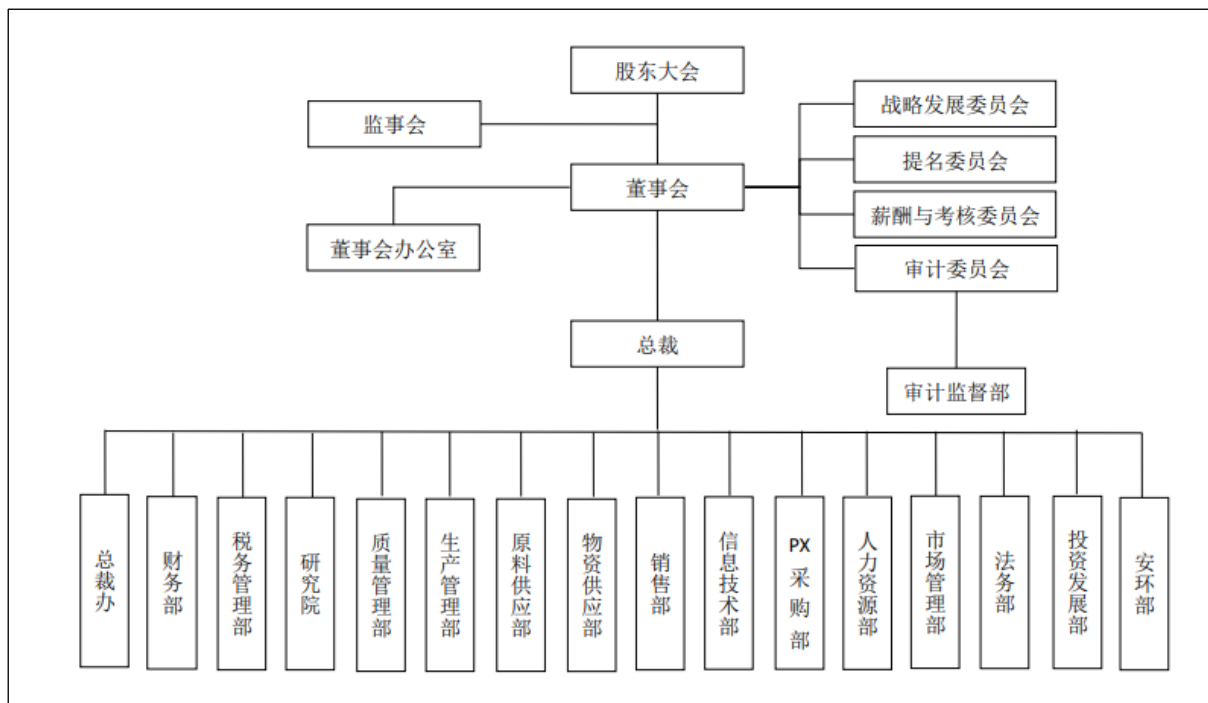 股东大会
监事会
战略发展委员会
提名委员会
董事会
薪酬与考核委员会
董事会办公室
审计委员会
总裁
审计监督部
总裁办
财务部
税务管理部
研究院
质量管理部
生产管理部
原料供应部
物资供应部
销售部
信息技术部
PX采购部
人力资源部
市场管理部
法务部
投资发展部
安环部